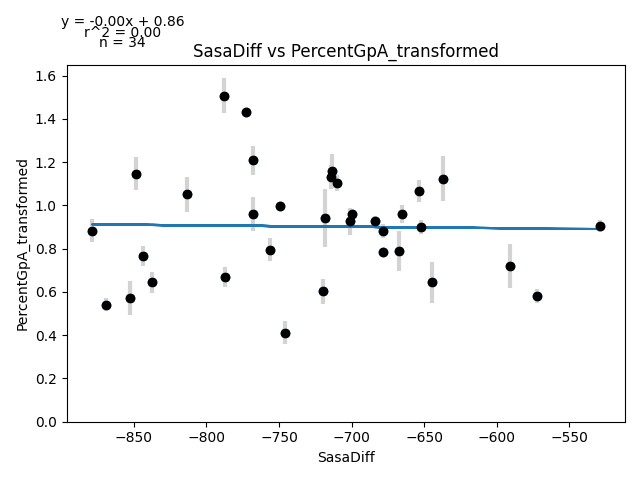 y = -0.00x + 0.86
r^2 = 0.00
n = 34
SasaDiff vs PercentGpA_transformed
PercentGpA_transformed
1.6
1.4
1.2
1.0
0.8
0.6
0.4
0.2
0.0
−850 −800 −750 −700 −650 −600 −550
SasaDiff